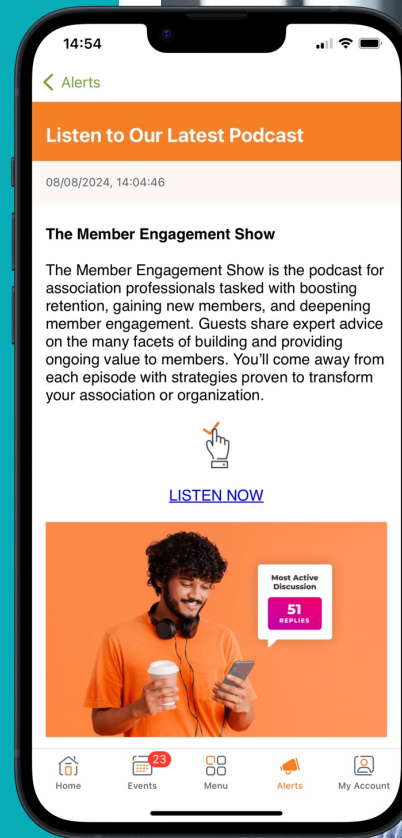 14:54
Alerts
Listen to Our Latest Podcast
08/08/2024, 14:04:46
The Member Engagement Show
The Member Engagement Show is the podcast for
association professionals tasked with boosting
retention, gaining new members, and deepening
member engagement. Guests share expert advice
on the many facets of building and providing
ongoing value to members. You’ll come away from
each episode with strategies proven to transform
your association or organization.
LISTEN NOW
Most Active
Discussion
51
REPLIES
23
Home Events Menu Alerts My Account